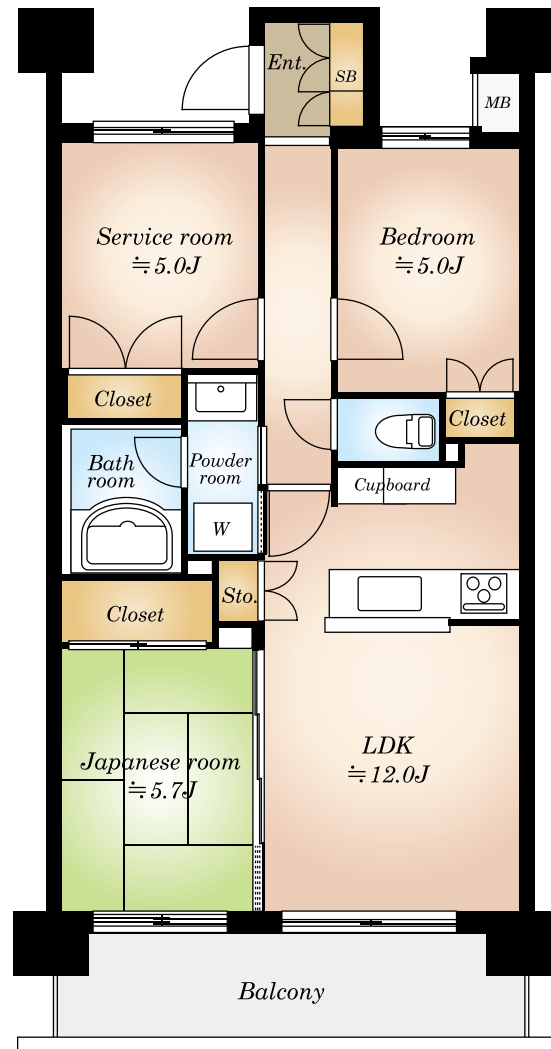 Ent.
SB
MB
Service room
≒5.0J
Bedroom
≒5.0J
Closet
Closet
Bath
room
Powder
room
Cupboard
W
Closet
Sto.
Japanese room
≒5.7J
LDK
≒12.0J
Balcony